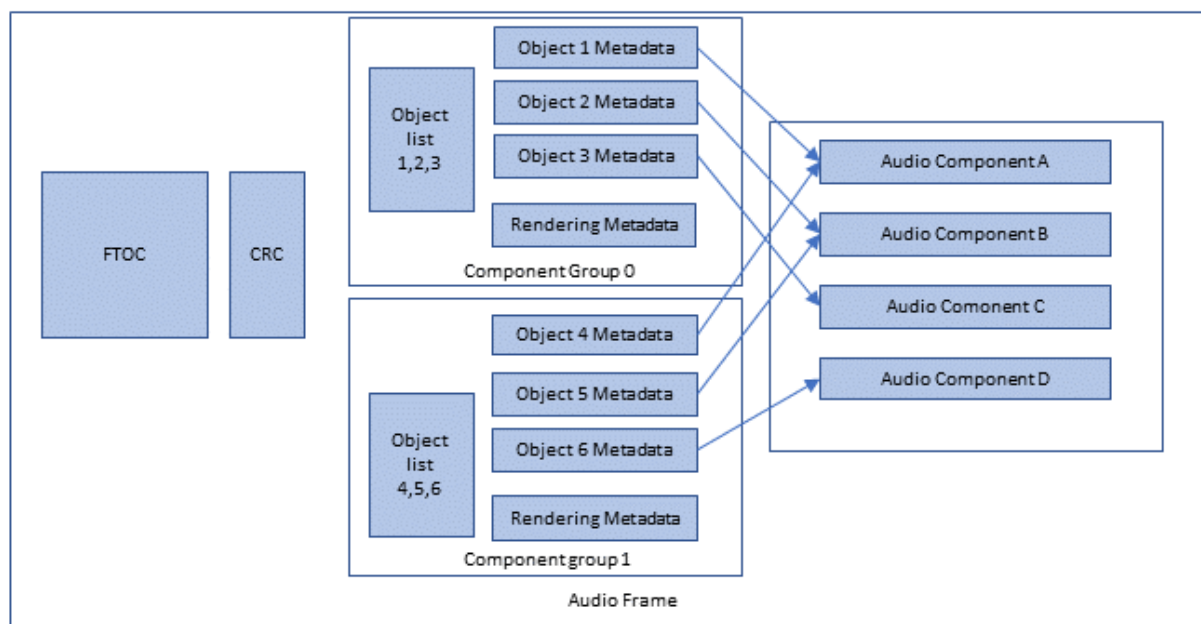 FTOC
CRC
Object
list
1,2,3
Object 1 Metadata
Object 2 Metadata
Object 3 Metadata
Rendering Metadata
Component Group 0
Object
list
4,5,6
Object 4 Metadata
Object 5 Metadata
Object 6 Metadata
Rendering Metadata
Component group 1
Audio Component A
Audio Component B
Audio Comonent C
Audio Component D
Audio Frame